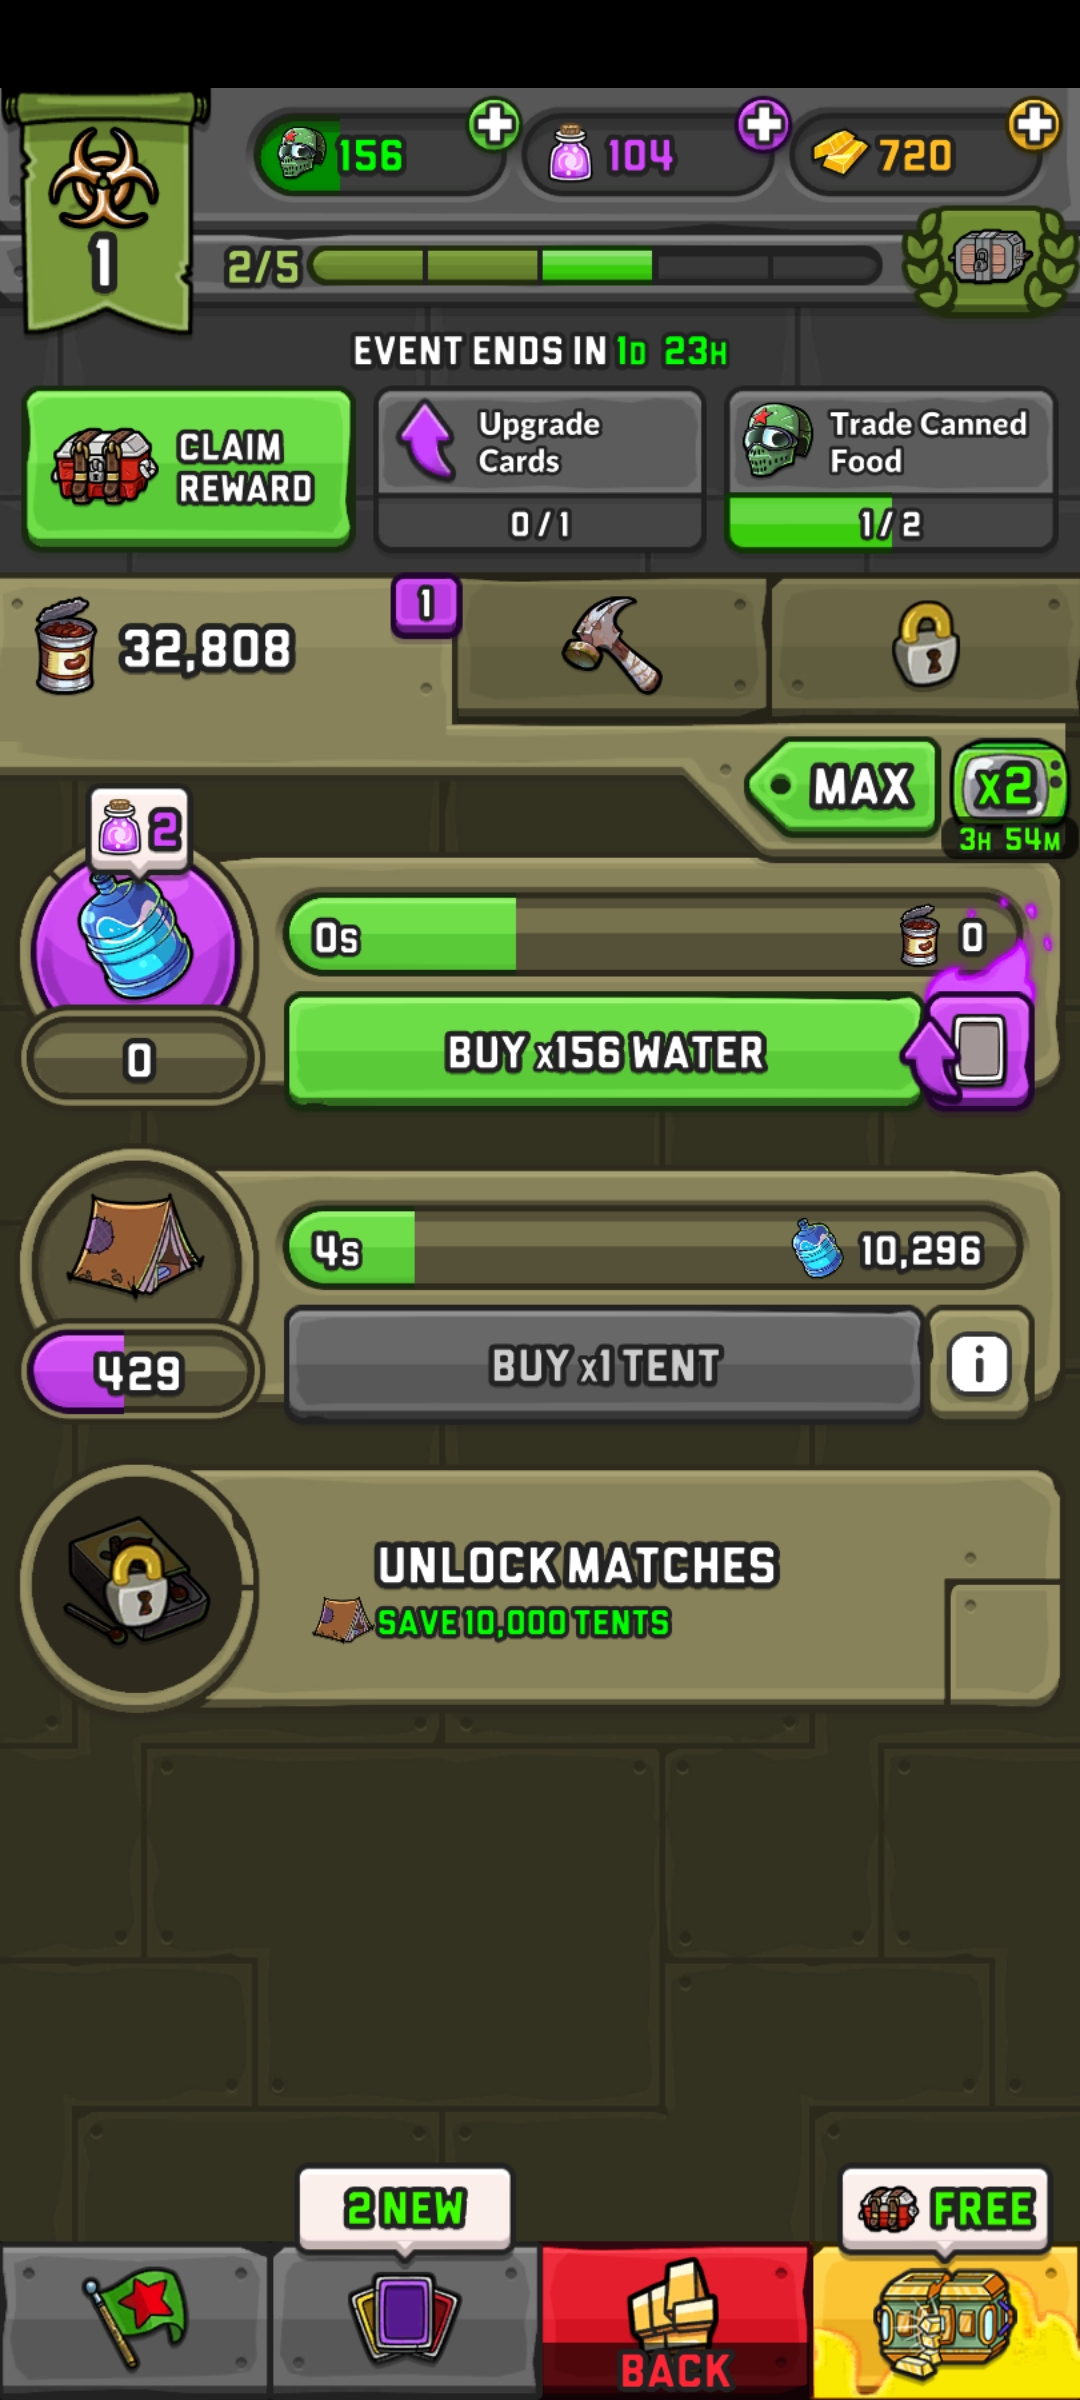 156
104
720
1
2/5
EVENT ENDS IN 1D 23H
CLAIM
REWARD
Upgrade
Cards
0/1
Trade Canned
Food
1/2
32,808
1
MAX
x2
3H 54M
2
0s
0
0
BUY x156 WATER
4s
10,296
429
BUY x1 TENT
i
UNLOCK MATCHES
SAVE 10,000 TENTS
2 NEW
FREE
BACK